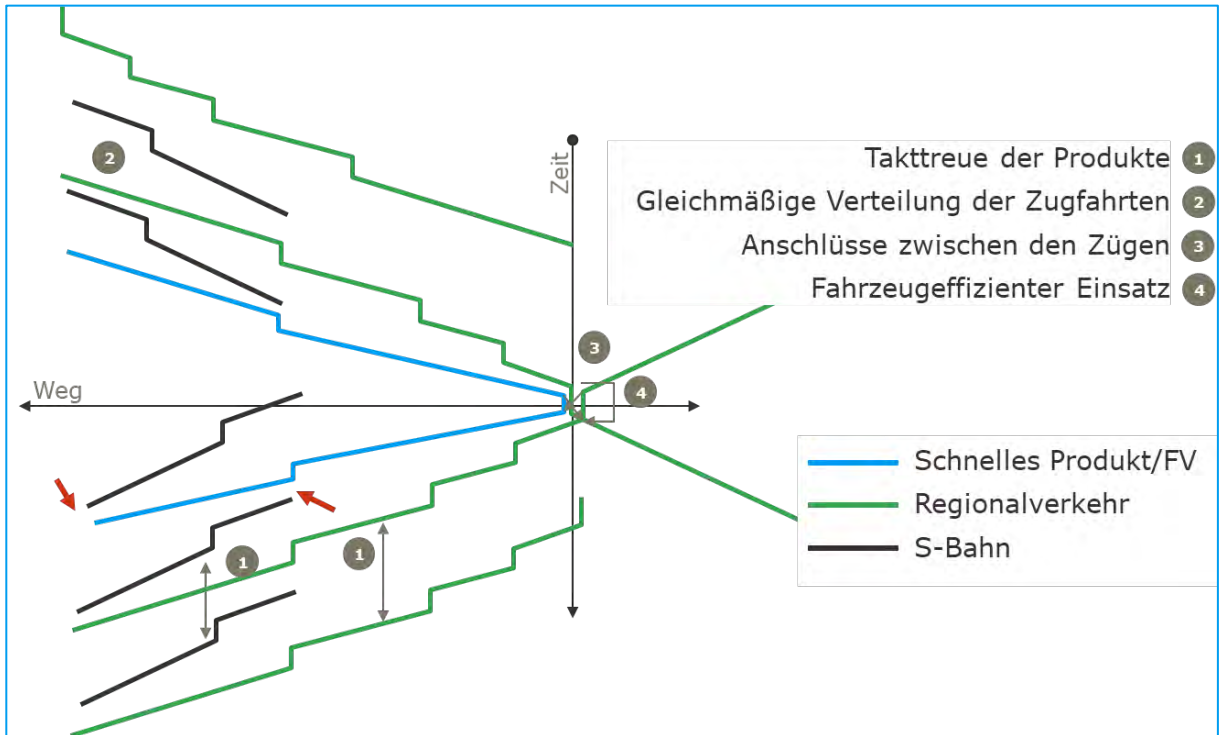 Zeit
Takttreue der Produkte 1
Gleichmäßige Verteilung der Zugfahrten 2
Anschlüsse zwischen den Zügen 3
Fahrzeugeffizienter Einsatz 4
2
3
Weg
4
Schnelles Produkt/FV
Regionalverkehr
S-Bahn
1
1